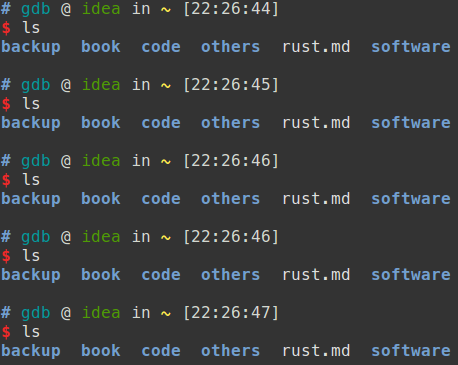 # gdb @ idea in ~ [22:26:44]
$ ls
backup  book  code  others  rust.md  software
# gdb @ idea in ~ [22:26:45]
$ ls
backup  book  code  others  rust.md  software
# gdb @ idea in ~ [22:26:46]
$ ls
backup  book  code  others  rust.md  software
# gdb @ idea in ~ [22:26:46]
$ ls
backup  book  code  others  rust.md  software
# gdb @ idea in ~ [22:26:47]
$ ls
backup  book  code  others  rust.md  software